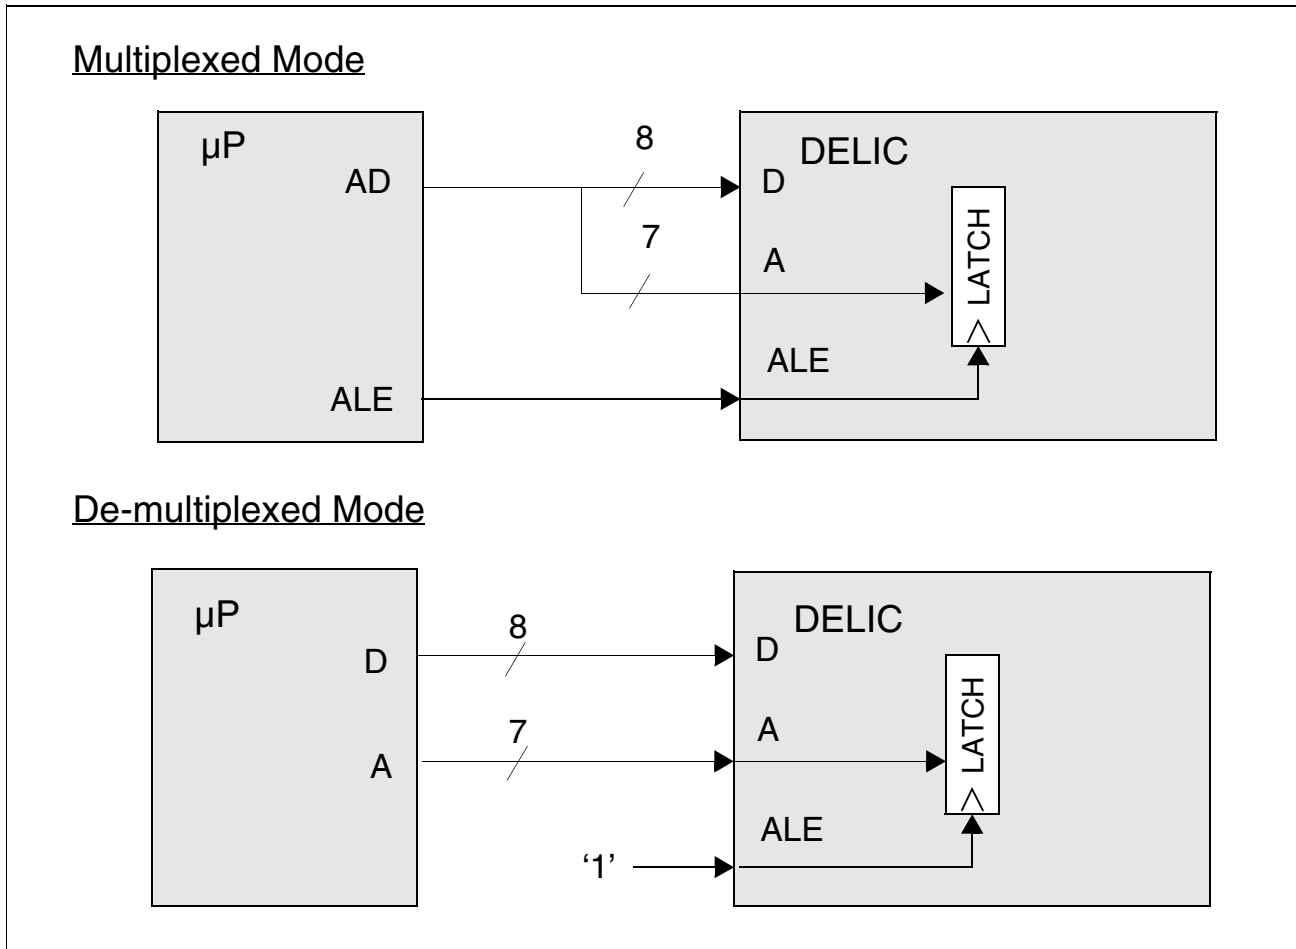 Multiplexed Mode
µP
8
DELIC
AD
D
7
A
LATCH
ALE
ALE
De-multiplexed Mode
µP
8
DELIC
D
D
7
A
A
LATCH
ALE
‘1’